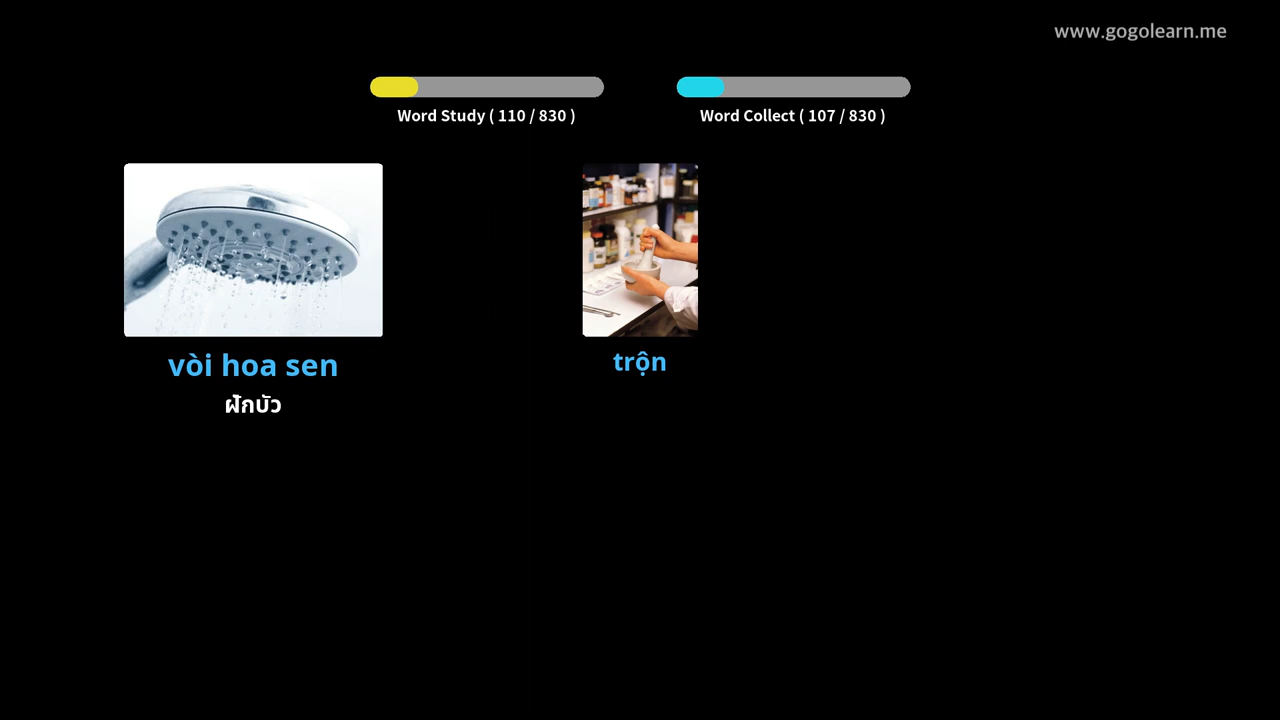 www.gogolearn.me
Word Study ( 110 / 830 )
Word Collect ( 107 / 830 )
vòi hoa sen
ฝักบัว
trộn